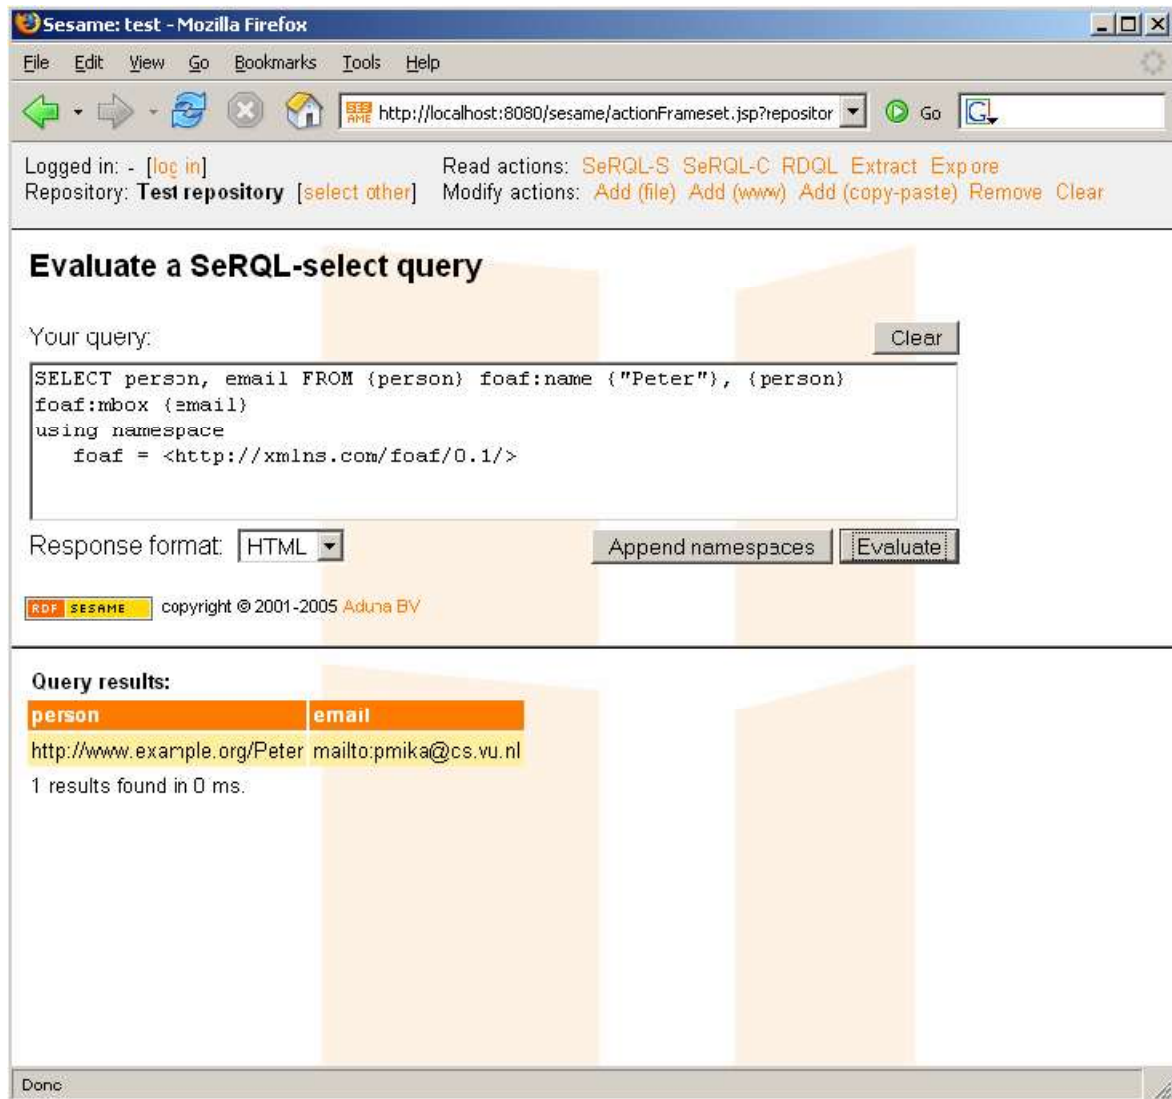 Sesame: test - Mozilla Firefox
File Edit View Go Bookmarks Tools Help
SES AME http://localhost:8080/sesame/actionFrameset.jsp?repositor Go G
Logged in: - [log in] Read actions: SeRQL-S SeRQL-C RDQL Extract Explore
Repository: Test repository [select other] Modify actions: Add (file) Add (www) Add (copy-paste) Remove Clear
Evaluate a SeRQL-select query
Your query: Clear
SELECT person, email FROM {person} foaf:name {"Peter"}, {person}
foaf:mbox {email}
using namespace
foaf = <http://xmlns.com/foaf/0.1/>
Response format: HTML Append namespaces Evaluate
RDF SESAME copyright © 2001-2005 Aduna BV
Query results:
person email
http://www.example.org/Peter mailto:pmika@cs.vu.nl
1 results found in 0 ms.
Done